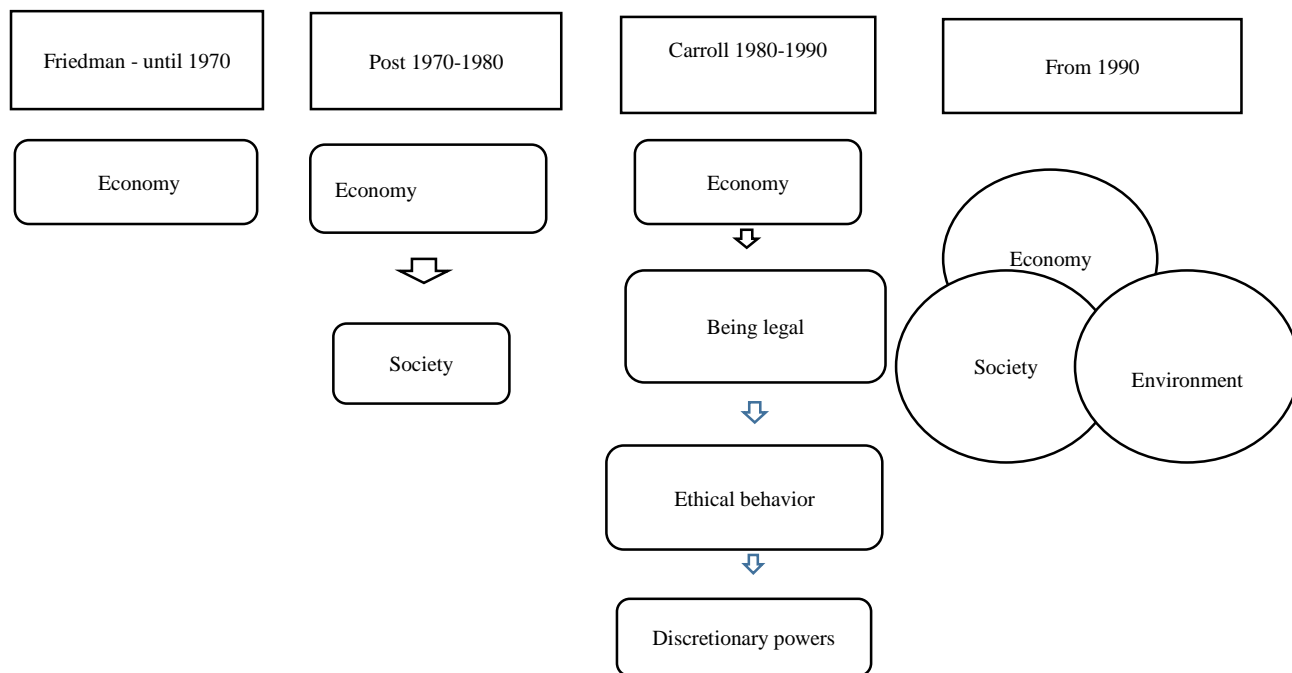 Friedman - until 1970
Post 1970-1980
Carroll 1980-1990
From 1990
Economy
Economy
Economy
Economy
Society
Being legal
Society
Environment
Ethical behavior
Discretionary powers